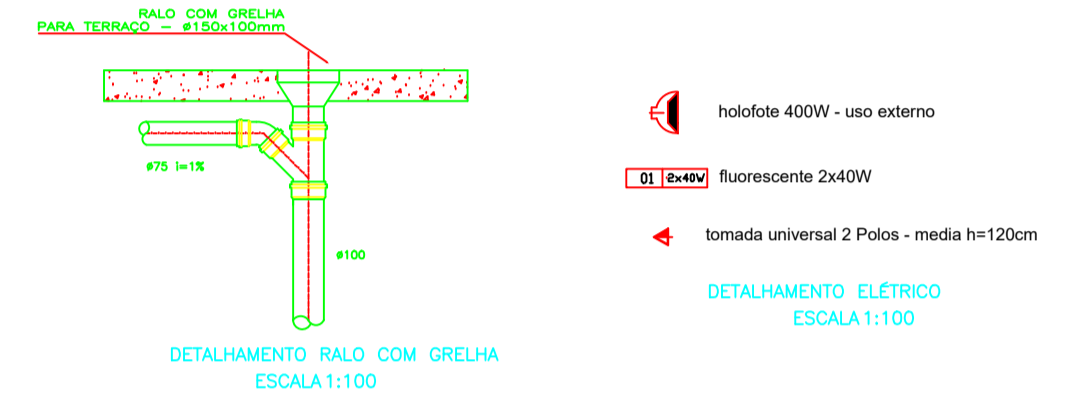 RALO COM GRELHA
PARA TERRAÇO - ø150x100mm
ø75 i=1%
ø100
DETALHAMENTO RALO COM GRELHA
ESCALA 1:100
holofote 400W - uso externo
01 2x40W fluorescente 2x40W
tomada universal 2 Polos - media h=120cm
DETALHAMENTO ELÉTRICO
ESCALA 1:100